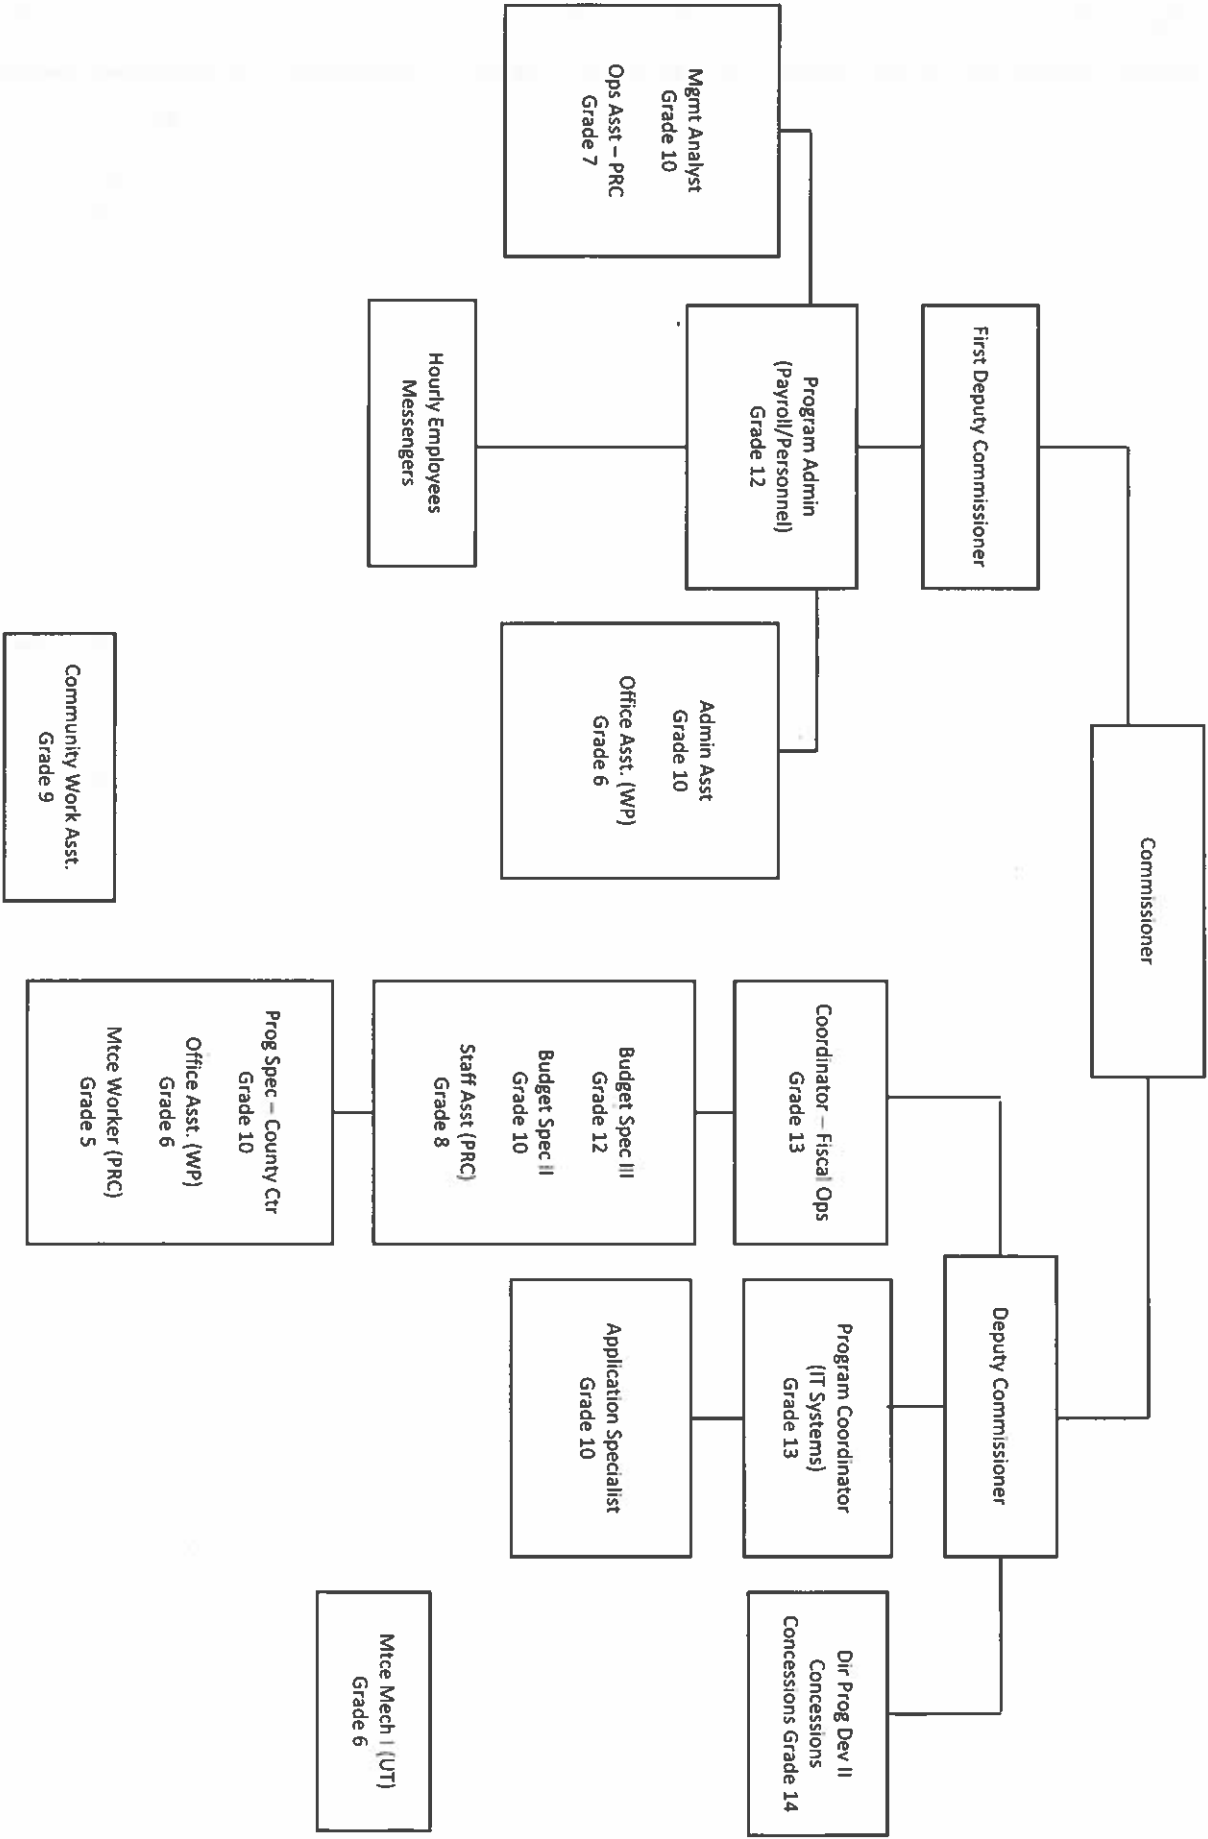 Commissioner
First Deputy Commissioner
Deputy Commissioner
Program Admin
(Payroll/Personnel)
Grade 12
Mgmt Analyst
Grade 10
Ops Asst – PRC
Grade 7
Hourly Employees
Messengers
Admin Asst
Grade 10
Office Asst. (WP)
Grade 6
Community Work Asst.
Grade 9
Coordinator – Fiscal Ops
Grade 13
Budget Spec III
Grade 12
Budget Spec II
Grade 10
Staff Asst (PRC)
Grade 8
Prog Spec – County Ctr
Grade 10
Office Asst. (WP)
Grade 6
Mtce Worker (PRC)
Grade 5
Program Coordinator
(IT Systems)
Grade 13
Application Specialist
Grade 10
Dir Prog Dev II
Concessions
Concessions Grade 14
Mtce Mech I (UT)
Grade 6